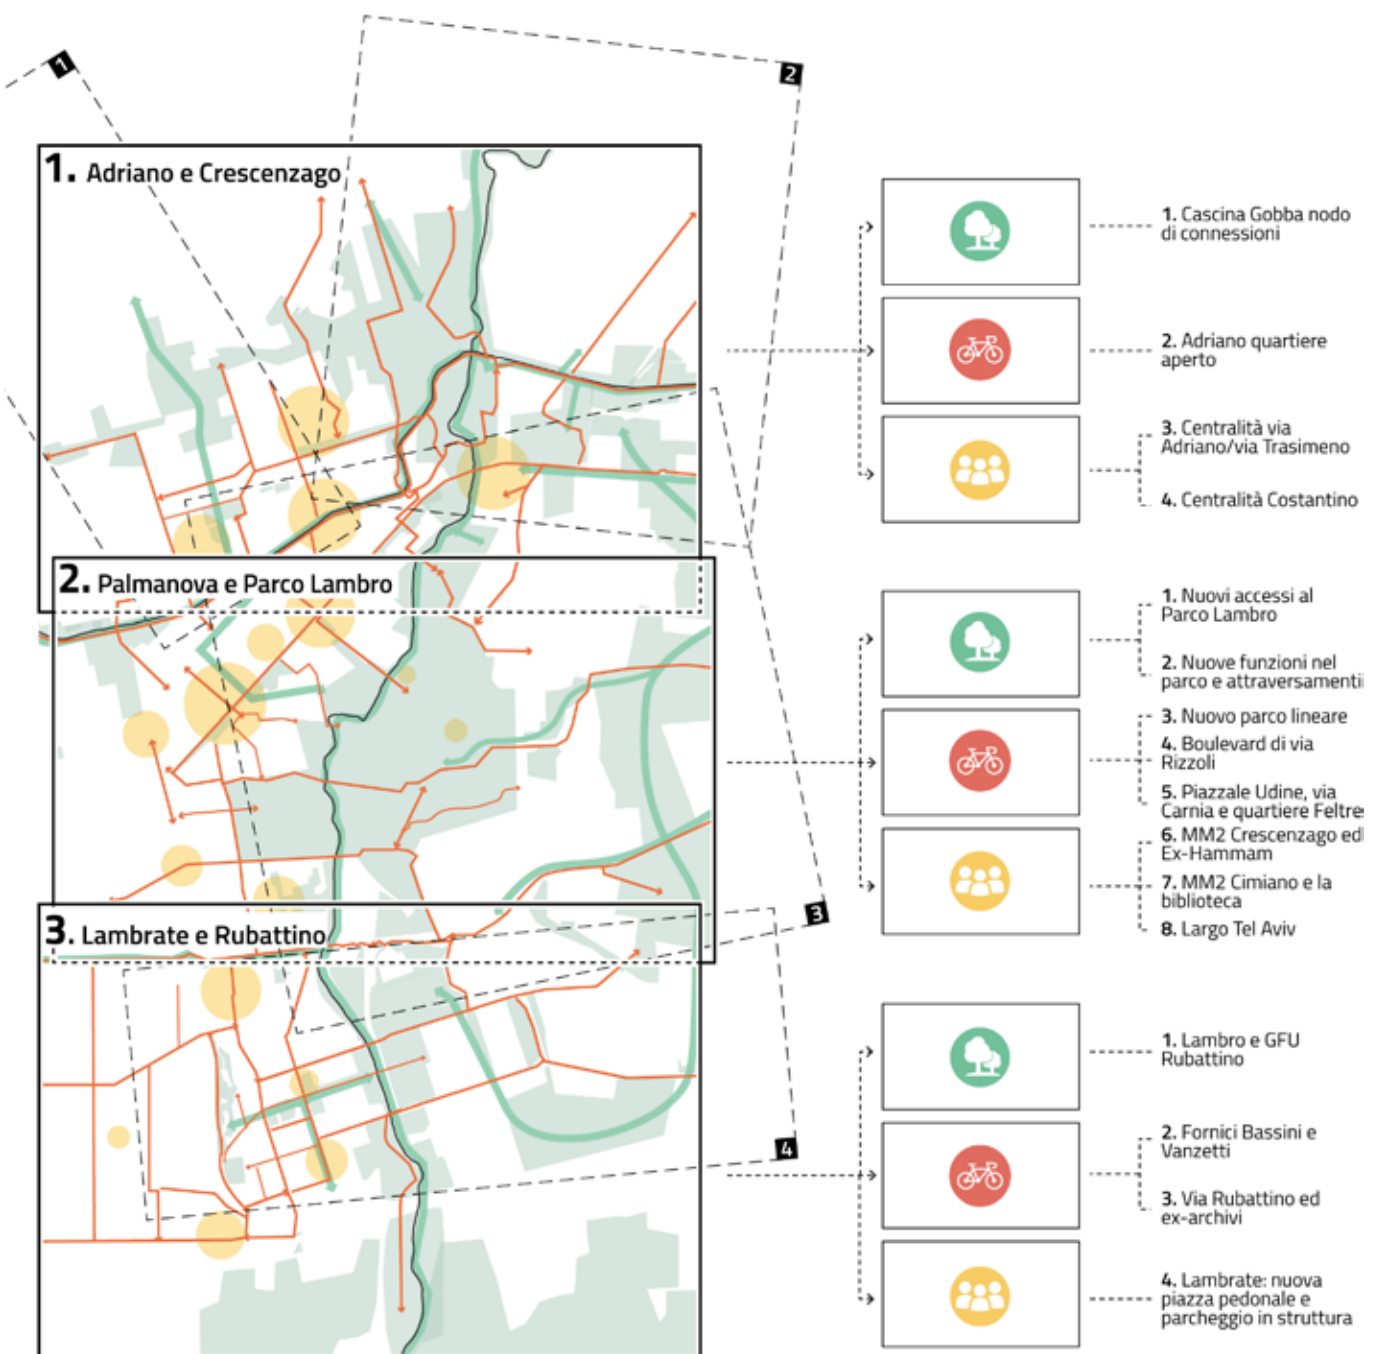 1
2
1. Adriano e Crescenzago
1. Cascina Gobba nodo
di connessioni
2. Adriano quartiere
aperto
3. Centralità via
Adriano/via Trasimeno
4. Centralità Costantino
2. Palmanova e Parco Lambro
1. Nuovi accessi al
Parco Lambro
2. Nuove funzioni nel
parco e attraversamenti
3. Nuovo parco lineare
4. Boulevard di via
Rizzoli
5. Piazzale Udine, via
Carnia e quartiere Feltre
6. MM2 Crescenzago ed
Ex-Hammam
7. MM2 Cimiano e la
biblioteca
8. Largo Tel Aviv
3
3. Lambrate e Rubattino
1. Lambro e GFU
Rubattino
2. Fornici Bassini e
Vanzetti
3. Via Rubattino ed
ex-archivi
4. Lambrate: nuova
piazza pedonale e
parcheggio in struttura
4